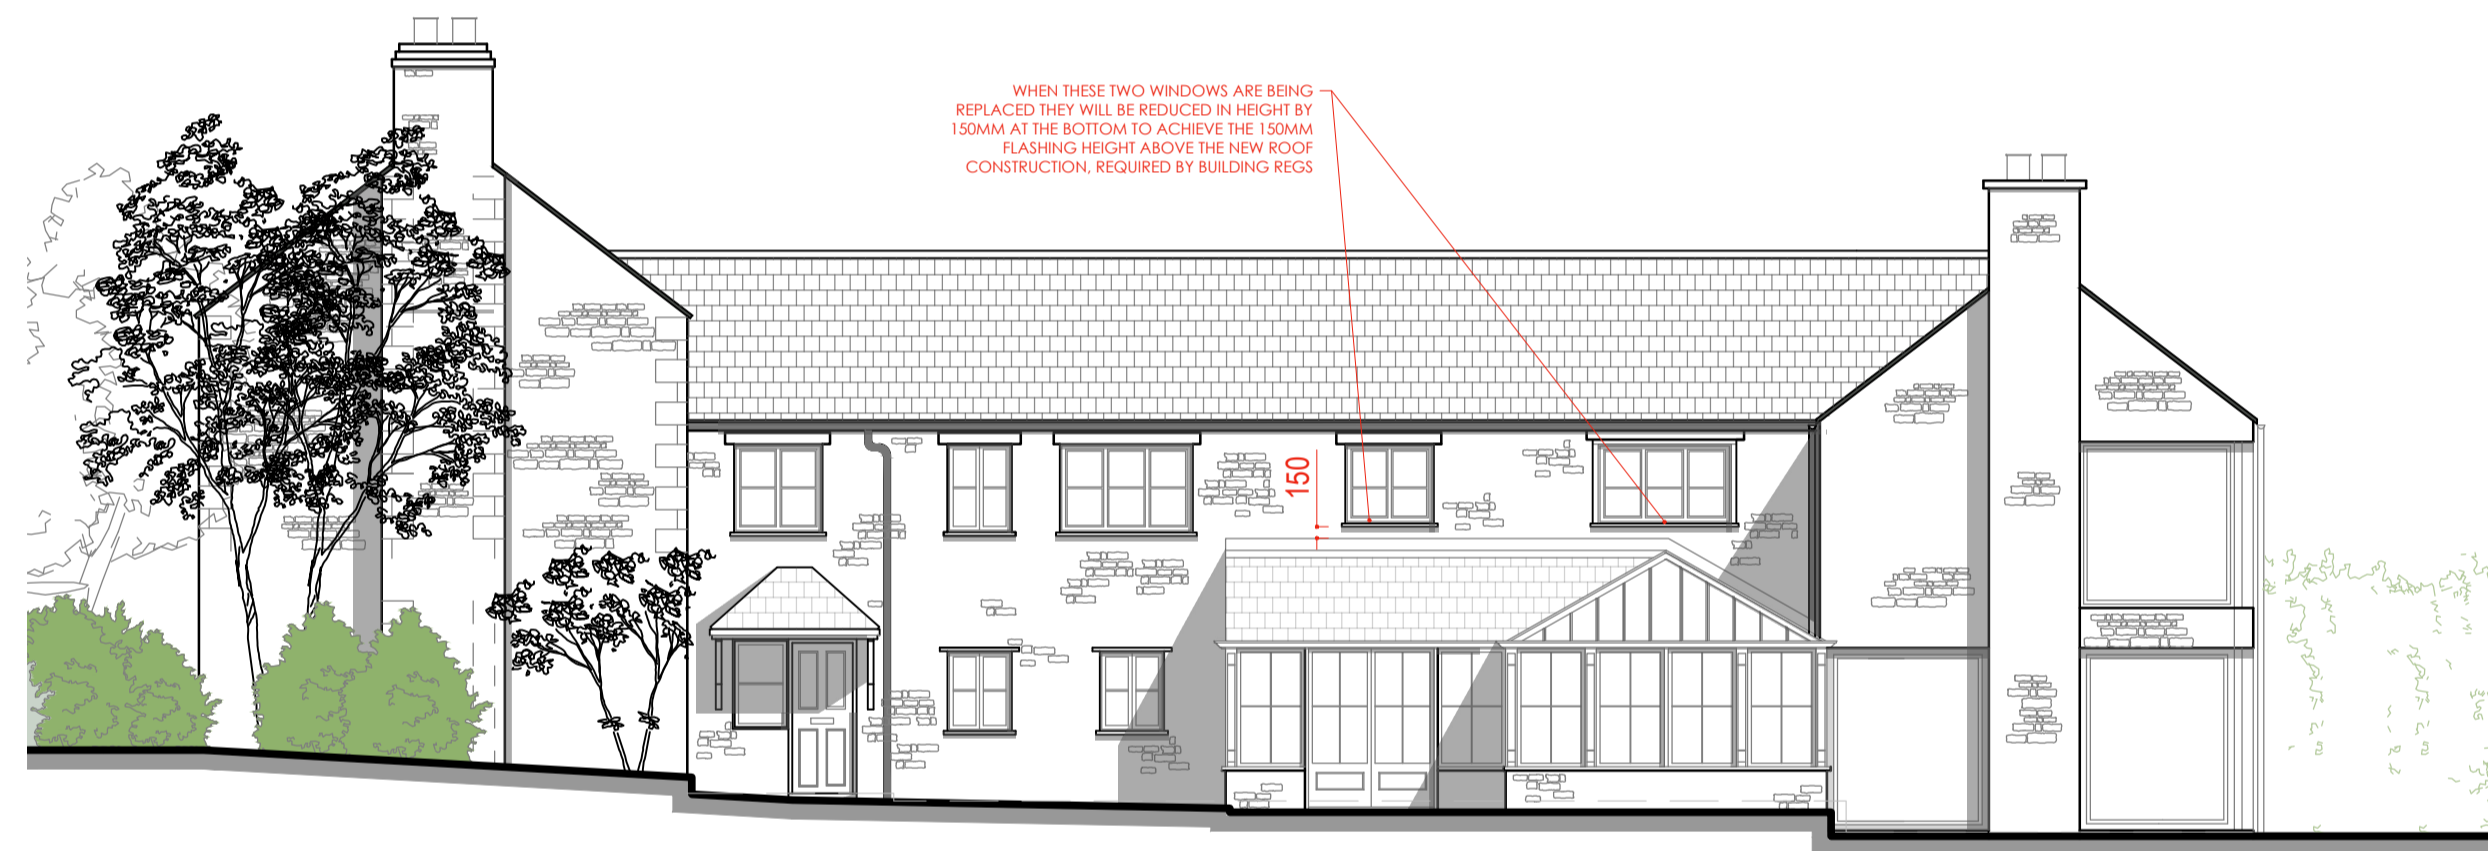 WHEN THESE TWO WINDOWS ARE BEING
REPLACED THEY WILL BE REDUCED IN HEIGHT BY
150MM AT THE BOTTOM TO ACHIEVE THE 150MM
FLASHING HEIGHT ABOVE THE NEW ROOF
CONSTRUCTION, REQUIRED BY BUILDING REGS
150